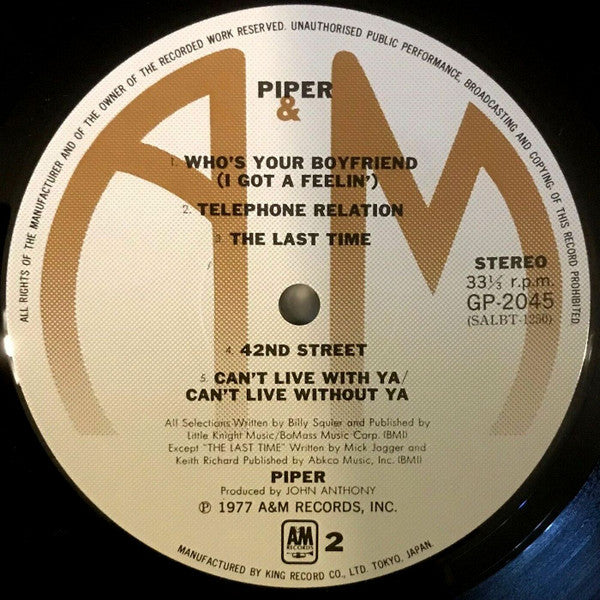 ALL RIGHTS OF THE MANUFACTURER AND OF THE OWNER OF THE RECORDED WORK RESERVED. UNAUTHORISED PUBLIC PERFORMANCE, BROADCASTING AND COPYING OF THIS RECORD PROHIBITED.
A&M
PIPER
1. WHO'S YOUR BOYFRIEND
(I GOT A FEELIN')
2. TELEPHONE RELATION
3. THE LAST TIME
STEREO
33⅓ r.p.m.
GP-2045
(SALBT-1250)
4. 42ND STREET
5. CAN'T LIVE WITH YA/
CAN'T LIVE WITHOUT YA
All Selections Written by Billy Squier and Published by
Little Knight Music/BoMass Music Corp. (BMI)
Except "THE LAST TIME" Written by Mick Jagger and
Keith Richard Published by Abkco Music, Inc. (BMI)
PIPER
Produced by JOHN ANTHONY
℗ 1977 A&M RECORDS, INC.
A&M
RECORDS
2
MANUFACTURED BY KING RECORD CO., LTD. TOKYO, JAPAN.